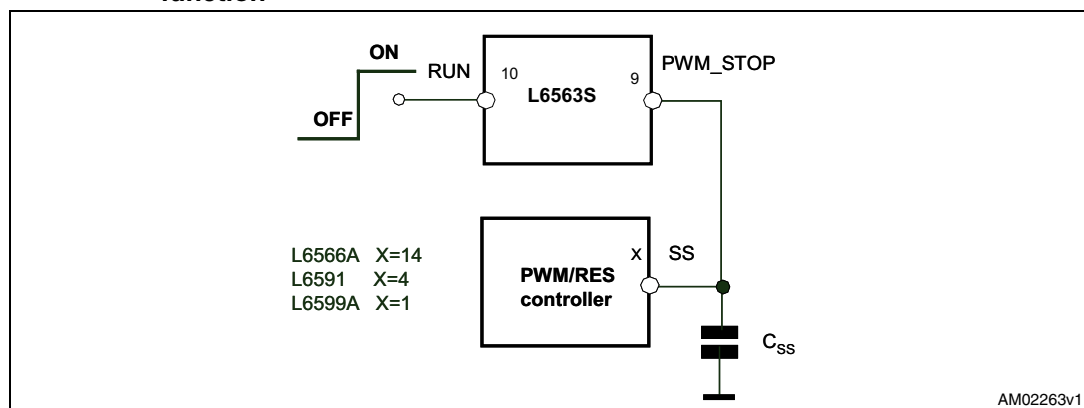 function
ON
OFF
RUN
10
L6563S
9
PWM_STOP
L6566A X=14
L6591 X=4
L6599A X=1
PWM/RES
controller
x
SS
CSS
AM02263v1